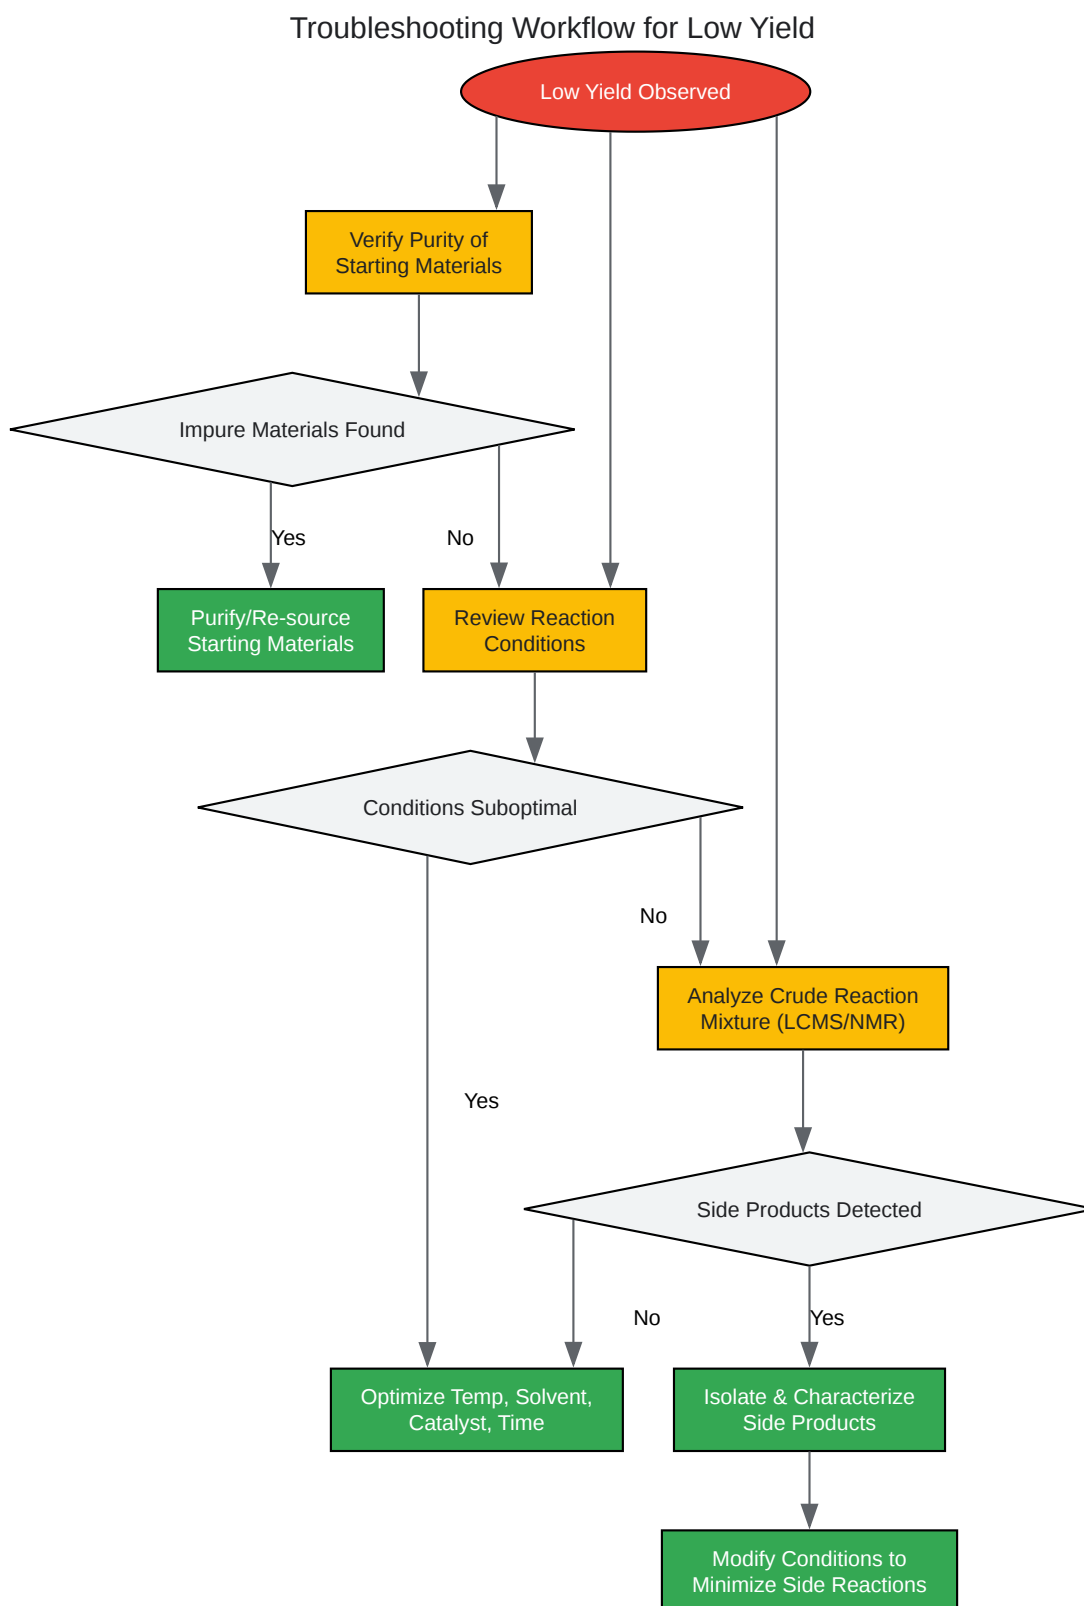 Troubleshooting Workflow for Low Yield
Low Yield Observed
Verify Purity of
Starting Materials
Impure Materials Found
Yes
No
Purify/Re-source
Starting Materials
Review Reaction
Conditions
Conditions Suboptimal
No
Analyze Crude Reaction
Mixture (LCMS/NMR)
Yes
Side Products Detected
No
Yes
Optimize Temp, Solvent,
Catalyst, Time
Isolate & Characterize
Side Products
Modify Conditions to
Minimize Side Reactions